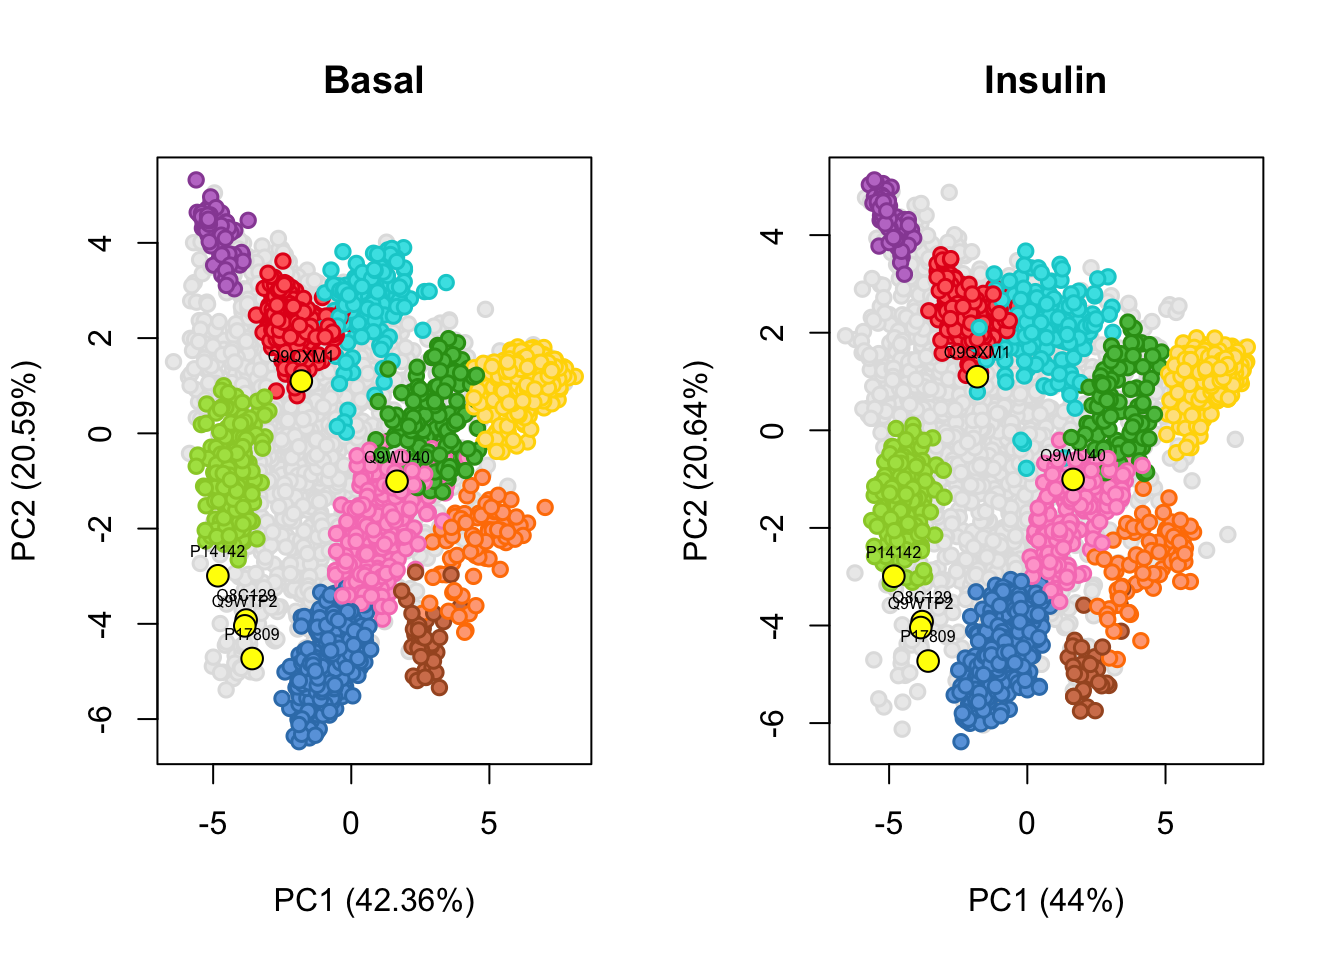 Basal
PC2 (20.59%)
4
2
0
-2
-4
-6
Q9QXM1
Q9WU40
P14142
Q8C129
Q9WTP2
P17809
-5 0 5
PC1 (42.36%)
Insulin
PC2 (20.64%)
4
2
0
-2
-4
-6
Q9QXM1
Q9WU40
P14142
Q8C129
Q9WTP2
P17809
-5 0 5
PC1 (44%)